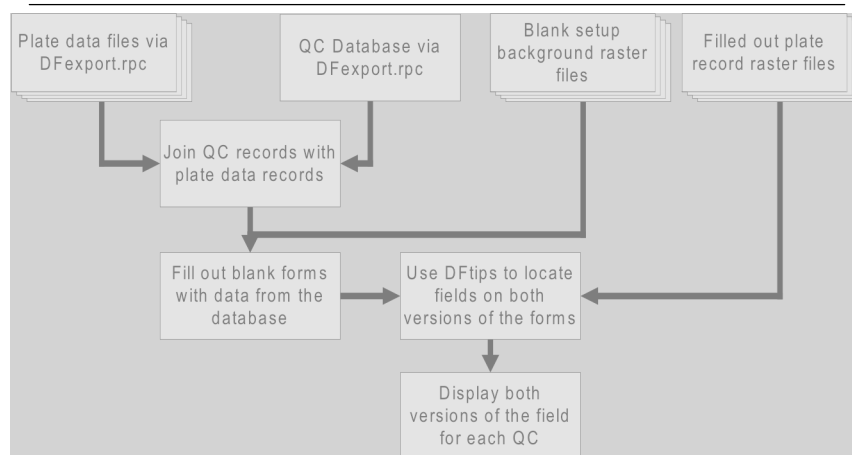 Plate data files via
DFexport.rpc
QC Database via
DFexport.rpc
Blank setup
background raster
files
Filled out plate
record raster files
Join QC records with
plate data records
Fill out blank forms
with data from the
database
Use DFtips to locate
fields on both
versions of the forms
Display both
versions of the field
for each QC